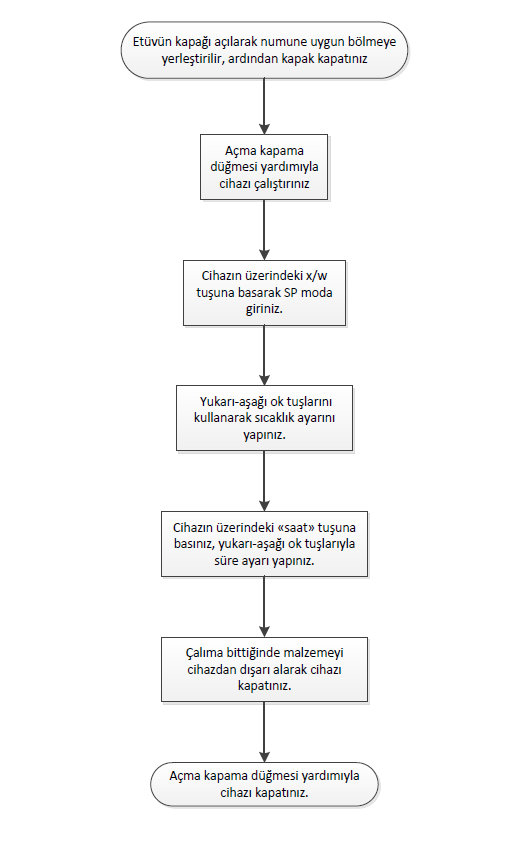 Etüvün kapağı açılarak numune uygun bölmeye
yerleştirilir, ardından kapak kapatınız
Açma kapama
düğmesi yardımıyla
cihazı çalıştırınız
Cihazın üzerindeki x/w
tuşuna basarak SP moda
giriniz.
Yukarı-aşağı ok tuşlarını
kullanarak sıcaklık ayarını
yapınız.
Cihazın üzerindeki «saat» tuşuna
basınız, yukarı-aşağı ok tuşlarıyla
süre ayarı yapınız.
Çalıma bittiğinde malzemeyi
cihazdan dışarı alarak cihazı
kapatınız.
Açma kapama düğmesi yardımıyla
cihazı kapatınız.